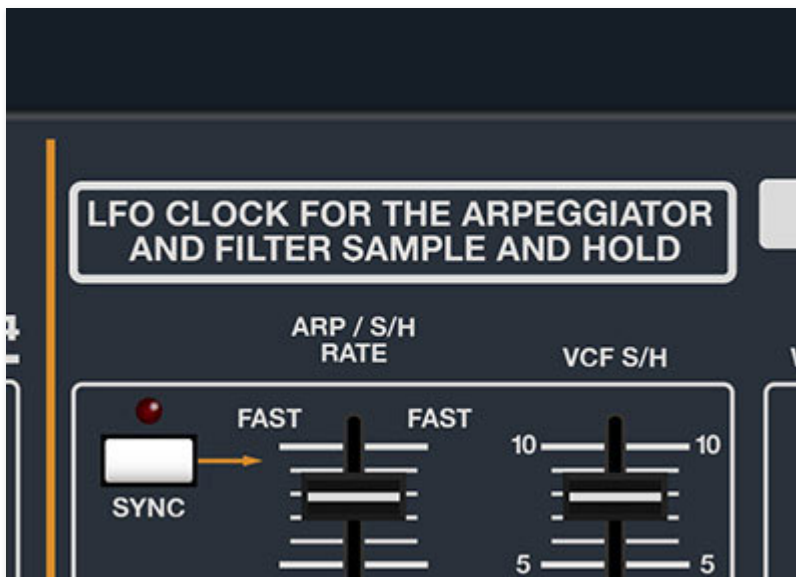 LFO CLOCK FOR THE ARPEGGIATOR
AND FILTER SAMPLE AND HOLD
ARP / S/H
RATE
VCF S/H
FAST FAST
10 10
SYNC
5 5